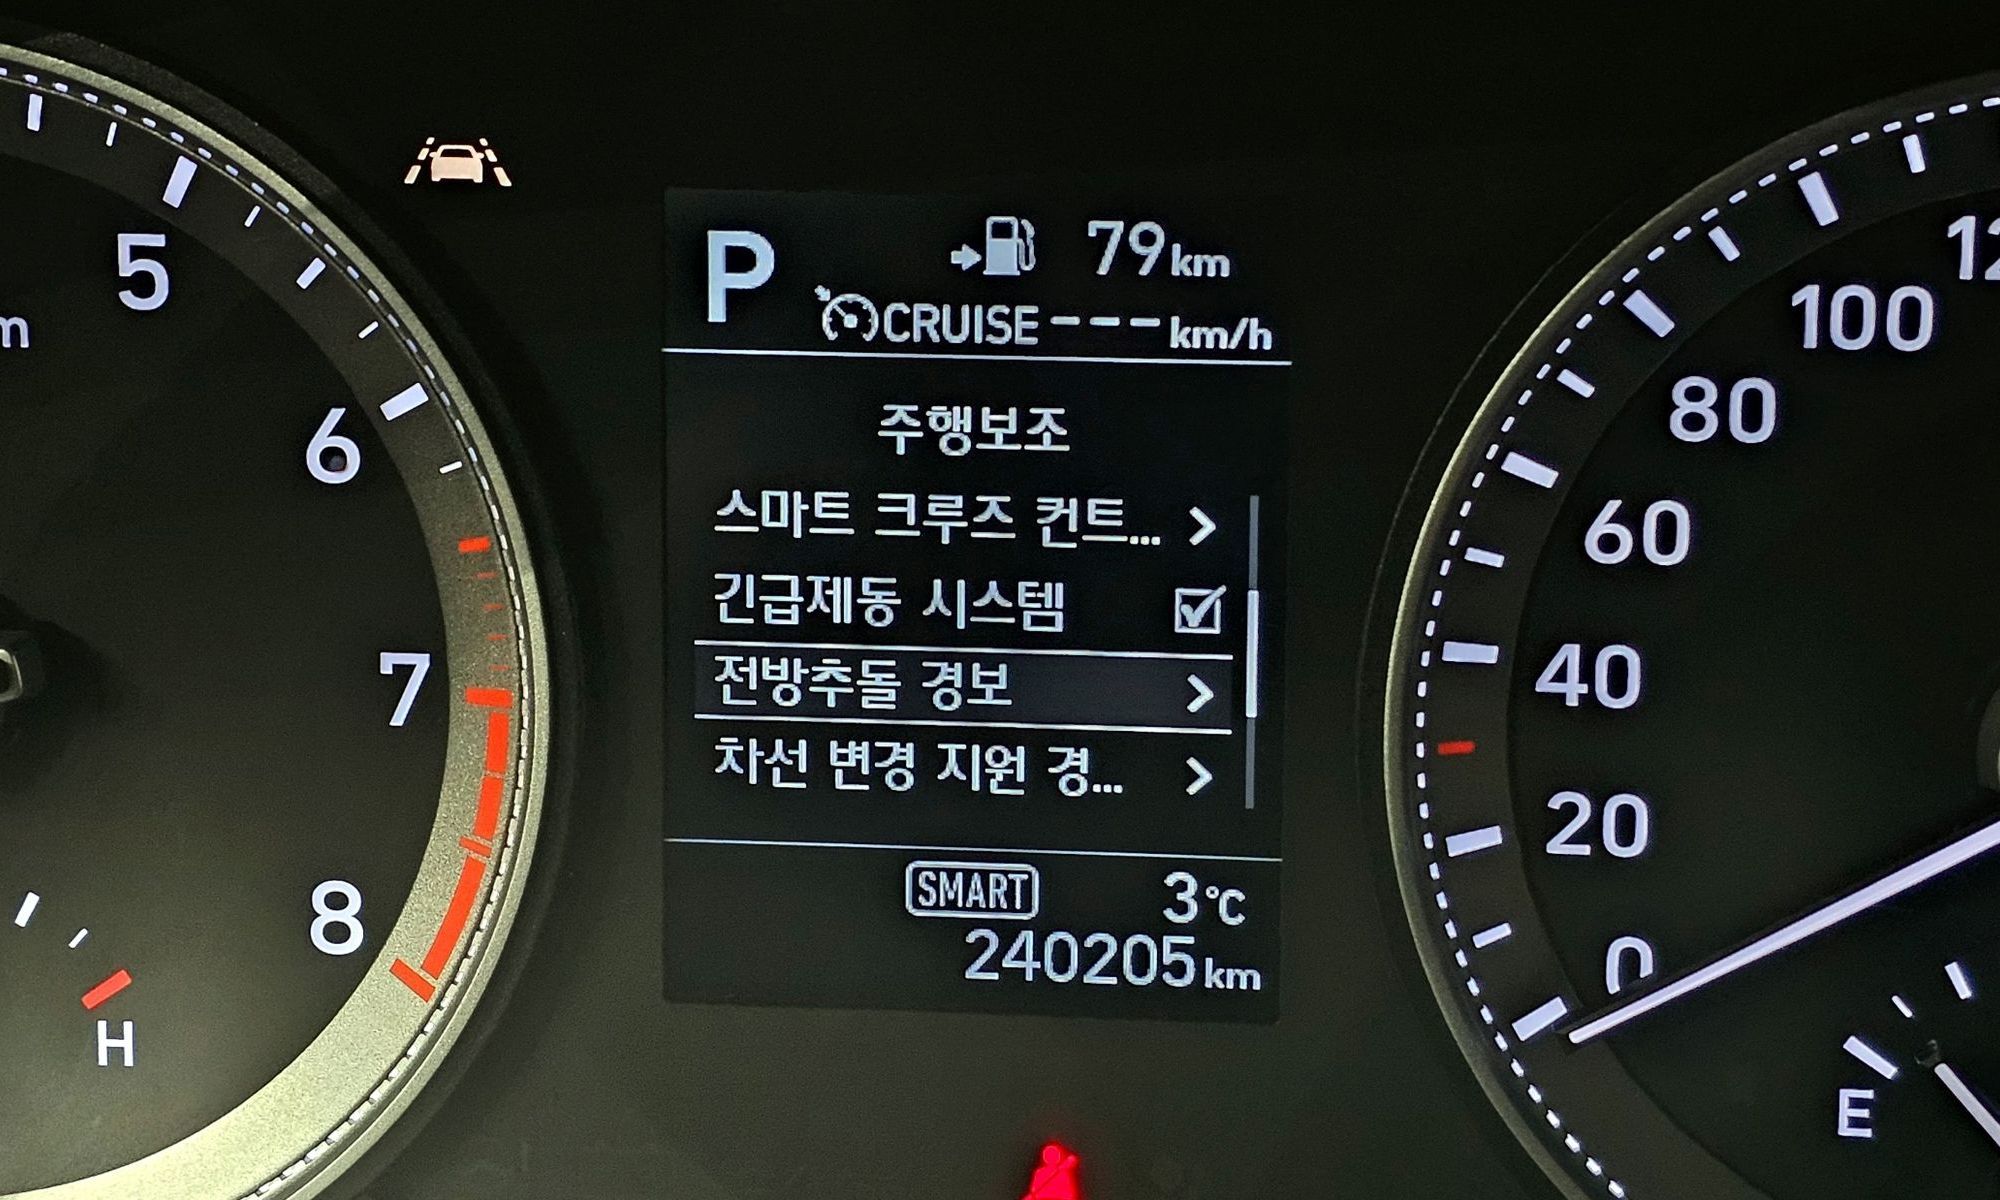 5
6
7
8
H
P 79km
CRUISE ---km/h
주행보조
스마트 크루즈 컨트...
긴급제동 시스템
전방추돌 경보
차선 변경 지원 경...
SMART 3°C
240205km
100
80
60
40
20
0
E